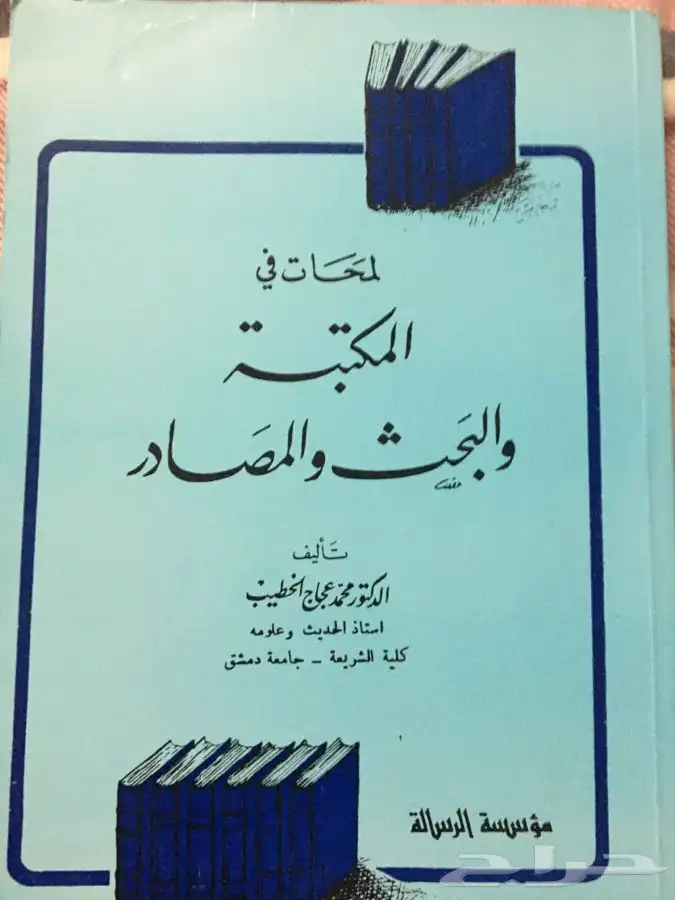 لمحات في
المكتبة
والبحث والمصادر
تأليف
الدكتور محمد عجاج الخطيب
استاذ الحديث وعلومه
كلية الشريعة - جامعة دمشق
مؤسسة الرسالة
حراج